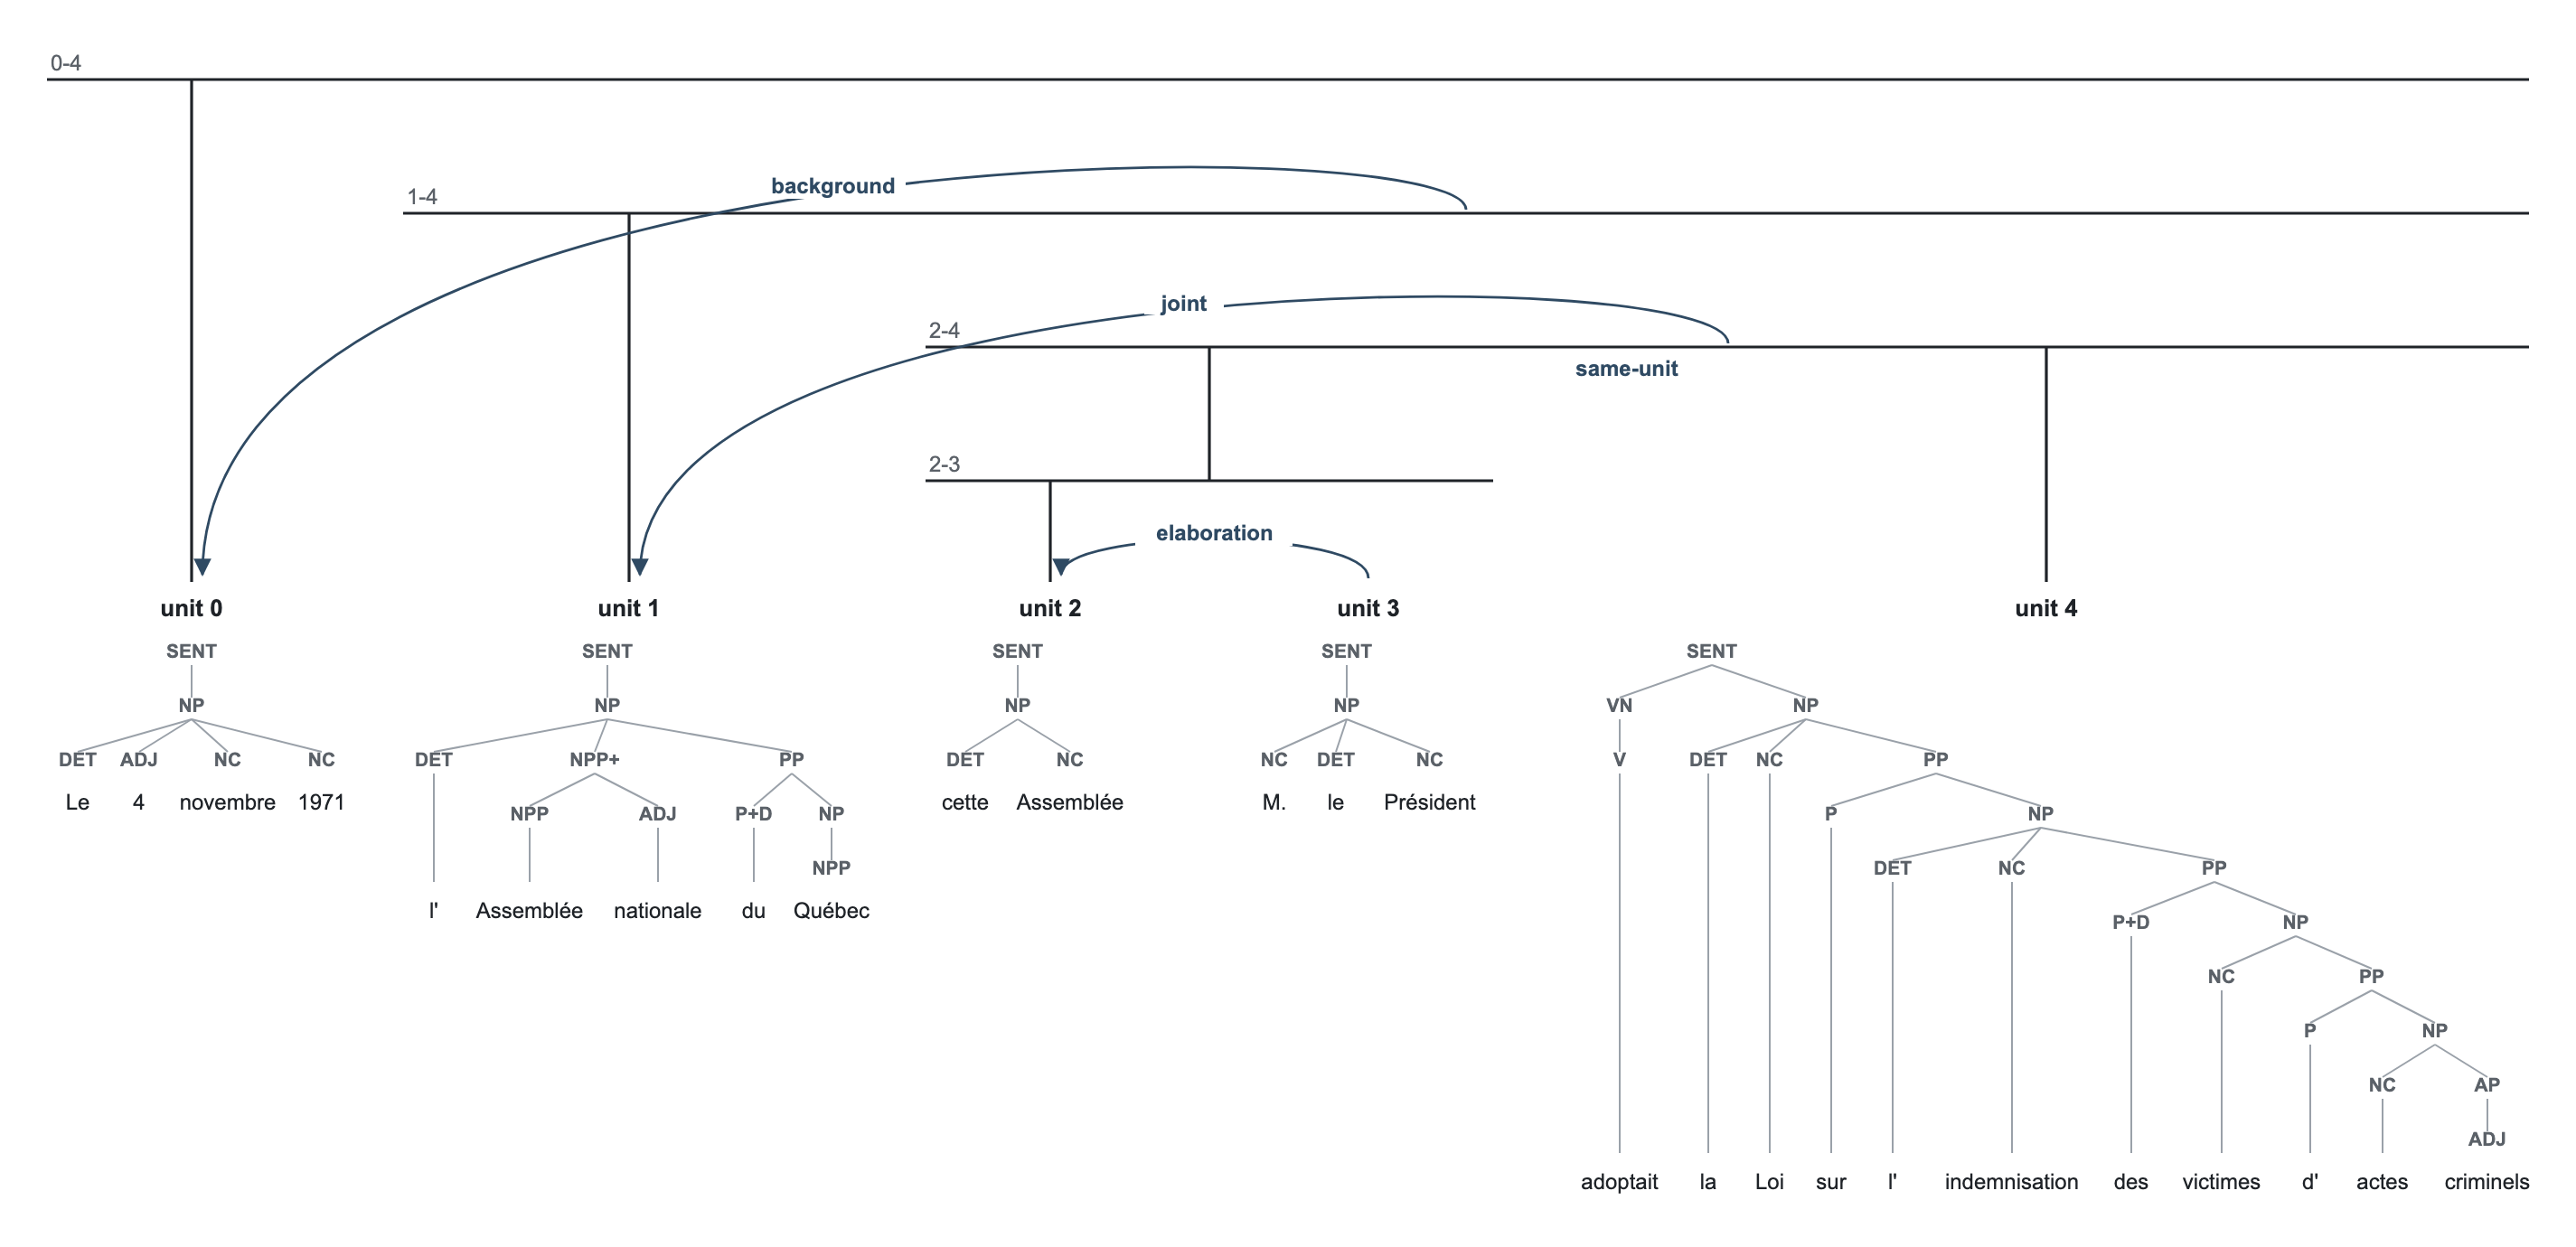 0-4
background
1-4
joint
2-4
same-unit
2-3
elaboration
unit 0 unit 1 unit 2 unit 3 unit 4
SENT SENT SENT SENT SENT
NP NP NP NP VN NP
DET ADJ NC NC DET NPP+ PP DET NC NC DET NC V DET NC PP
Le 4 novembre 1971 cette Assemblée M. le Président
NPP ADJ P+D NP P NP
NPP DET NC PP
l' Assemblée nationale du Québec
P+D NP
NC PP
P NP
NC AP
ADJ
adoptait la Loi sur l' indemnisation des victimes d' actes criminels